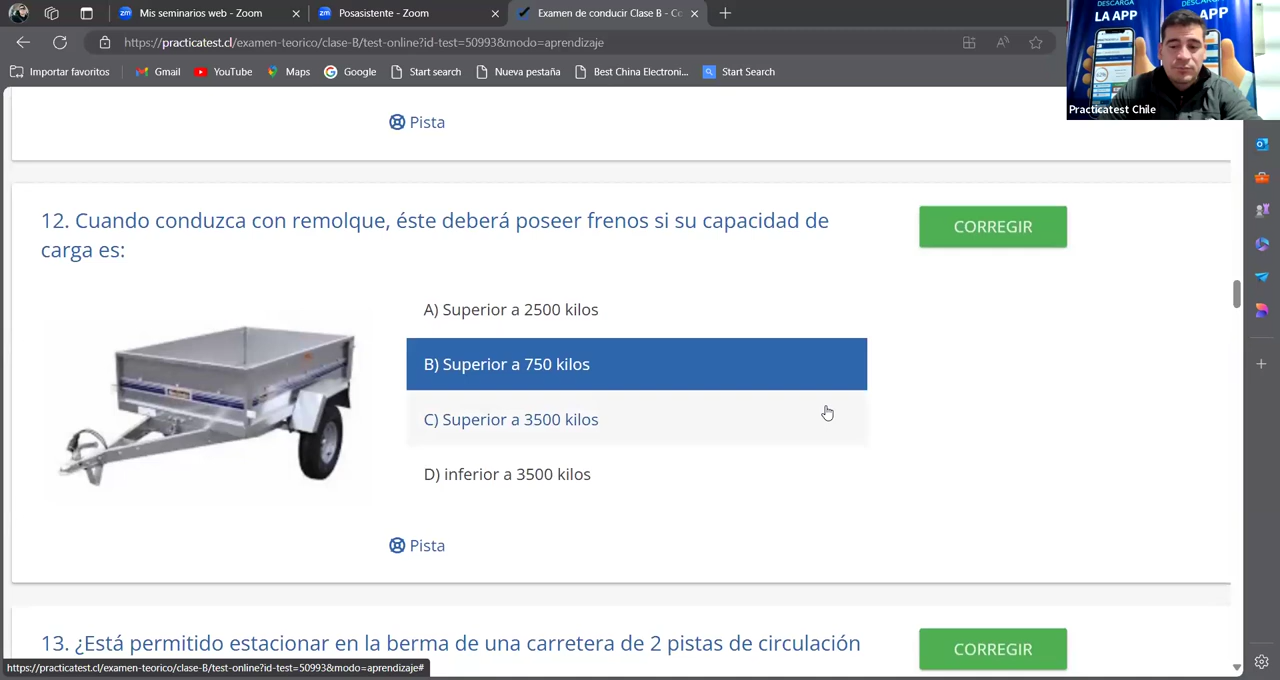 Mis seminarios web - Zoom
Posasistente - Zoom
Examen de conducir Clase B - Co
https://practicatest.cl/examen-teorico/clase-B/test-online?id-test=50993&modo=aprendizaje
Importar favoritos
Gmail
YouTube
Maps
Google
Start search
Nueva pestaña
Best China Electroni...
Start Search
DESCARGA
LA APP
Practicatest Chile
Pista
12. Cuando conduzca con remolque, éste deberá poseer frenos si su capacidad de
carga es:
CORREGIR
A) Superior a 2500 kilos
B) Superior a 750 kilos
C) Superior a 3500 kilos
D) inferior a 3500 kilos
Pista
13. ¿Está permitido estacionar en la berma de una carretera de 2 pistas de circulación
CORREGIR
https://practicatest.cl/examen-teorico/clase-B/test-online?id-test=50993&modo=aprendizaje#